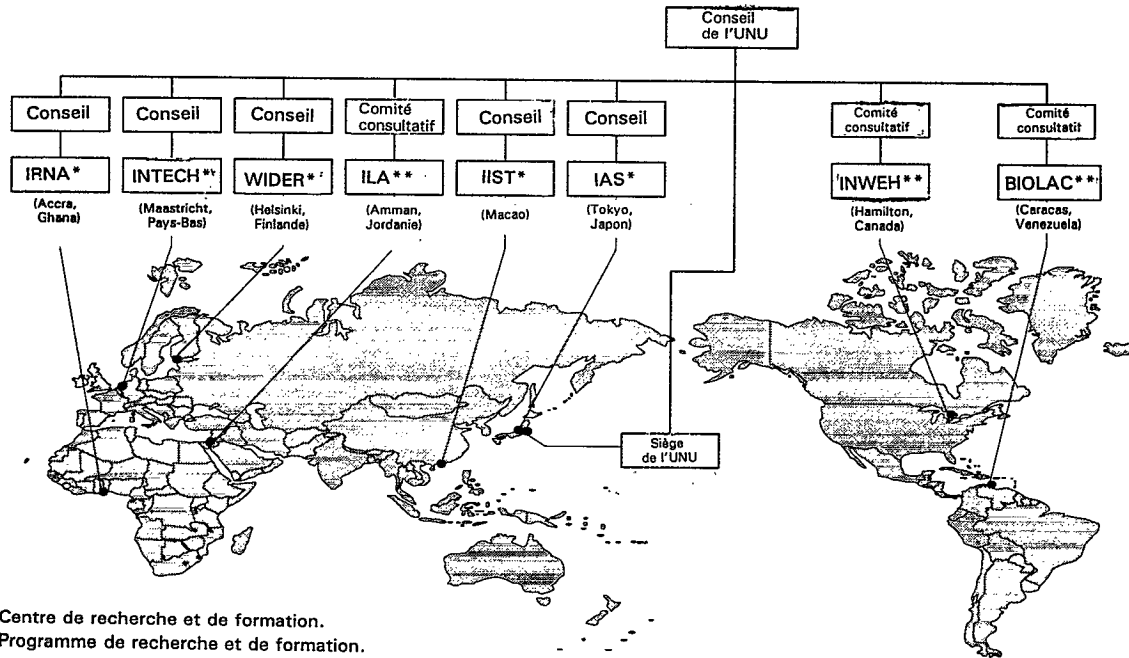 Conseil
de l'UNU
Conseil
Conseil
Conseil
Comité
consultatif
Conseil
Conseil
Comité
consultatif
Comité
consultatif
IRNA*
INTECH**
WIDER*
ILA**
IIST*
IAS*
INWEH**
BIOLAC**
(Accra,
Ghana)
(Maastricht,
Pays-Bas)
(Helsinki,
Finlande)
(Amman,
Jordanie)
(Macao)
(Tokyo,
Japon)
(Hamilton,
Canada)
(Caracas,
Venezuela)
Siège
de l'UNU
Centre de recherche et de formation.
Programme de recherche et de formation.